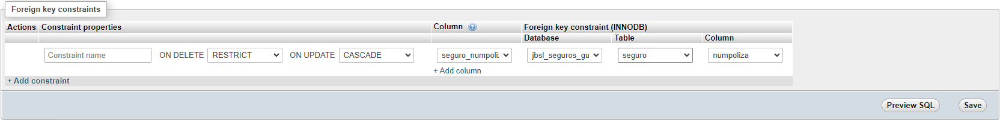 Foreign key constraints
Actions Constraint properties Column Foreign key constraint (INNODB)
Database Table Column
Constraint name ON DELETE RESTRICT ON UPDATE CASCADE seguro_numpoli jbsl_seguros_gu seguro numpoliza
+ Add column
+ Add constraint
Preview SQL Save